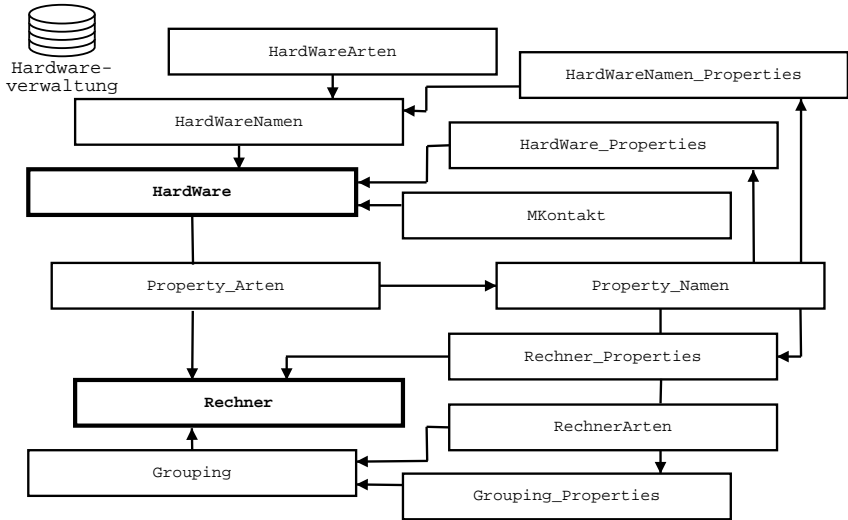 HardWareArten
Hardware-
verwaltung
HardWareNamen_Properties
HardWareNamen
HardWare_Properties
HardWare
MKontakt
Property_Arten
Property_Namen
Rechner_Properties
Rechner
RechnerArten
Grouping
Grouping_Properties